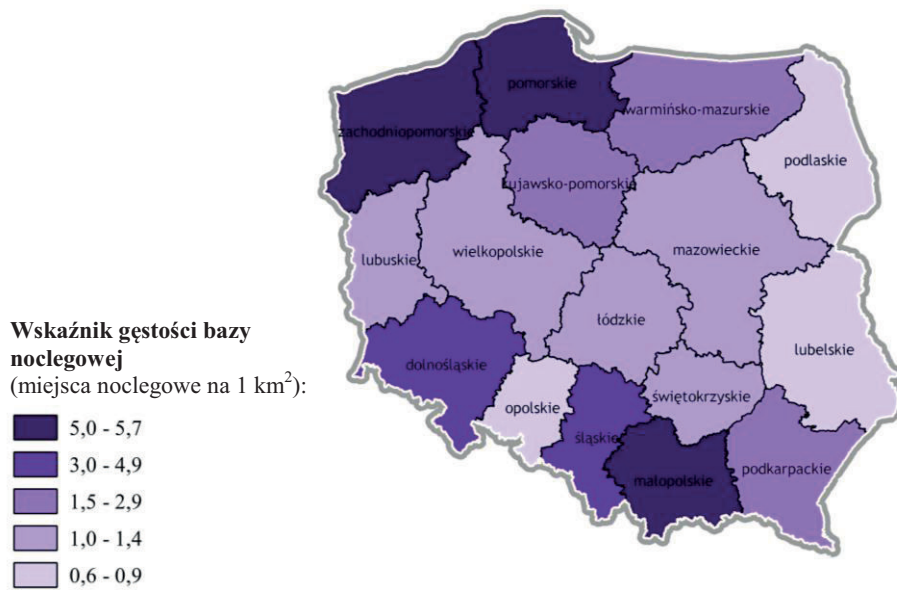 pomorskie
warmińsko-mazurskie
zachodniopomorskie
podlaskie
kujawsko-pomorskie
mazowieckie
wielkopolskie
lubuskie
łódzkie
lubelskie
Wskaźnik gęstości bazy
noclegowej
(miejsca noclegowe na 1 km²):
dolnośląskie
świętokrzyskie
opolskie
śląskie
podkarpackie
małopolskie
5,0 - 5,7
3,0 - 4,9
1,5 - 2,9
1,0 - 1,4
0,6 - 0,9